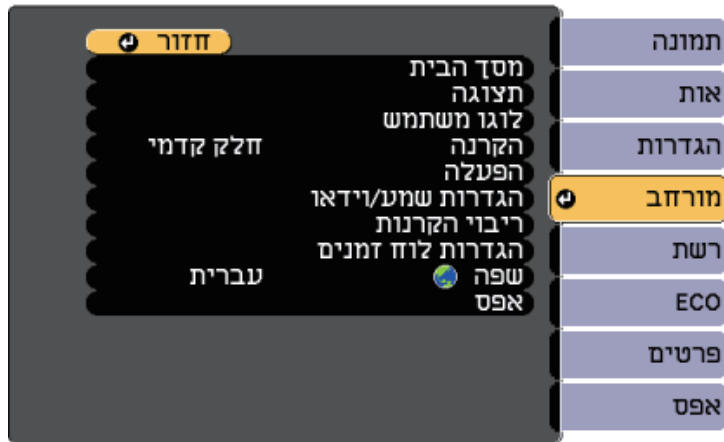 תמונה
אות
הגדרות
מורחב
רשת
ECO
פרטים
אפס
חזור
מסך הבית
תצוגה
לוגו משתמש
הקרנה חלק קדמי
הפעלה
הגדרות שמע/וידאו
ריבוי הקרנות
הגדרות לוח זמנים
שפה עברית
אפס